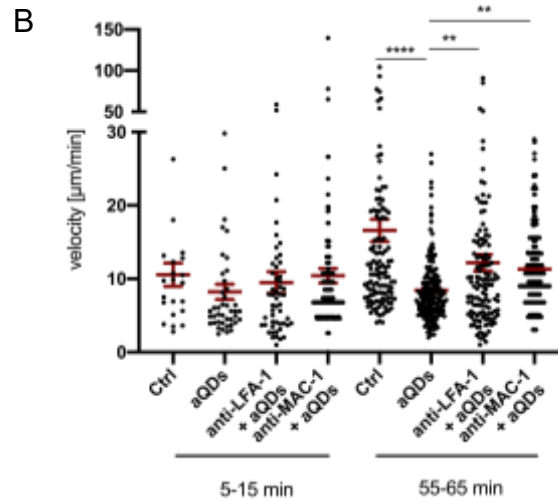 B
**
**
****
150
100
50
30
20
10
0
velocity [µm/min]
Ctrl
aQDs
anti-LFA-1
+ aQDs
anti-MAC-1
+ aQDs
Ctrl
aQDs
anti-LFA-1
+ aQDs
anti-MAC-1
+ aQDs
5-15 min
55-65 min